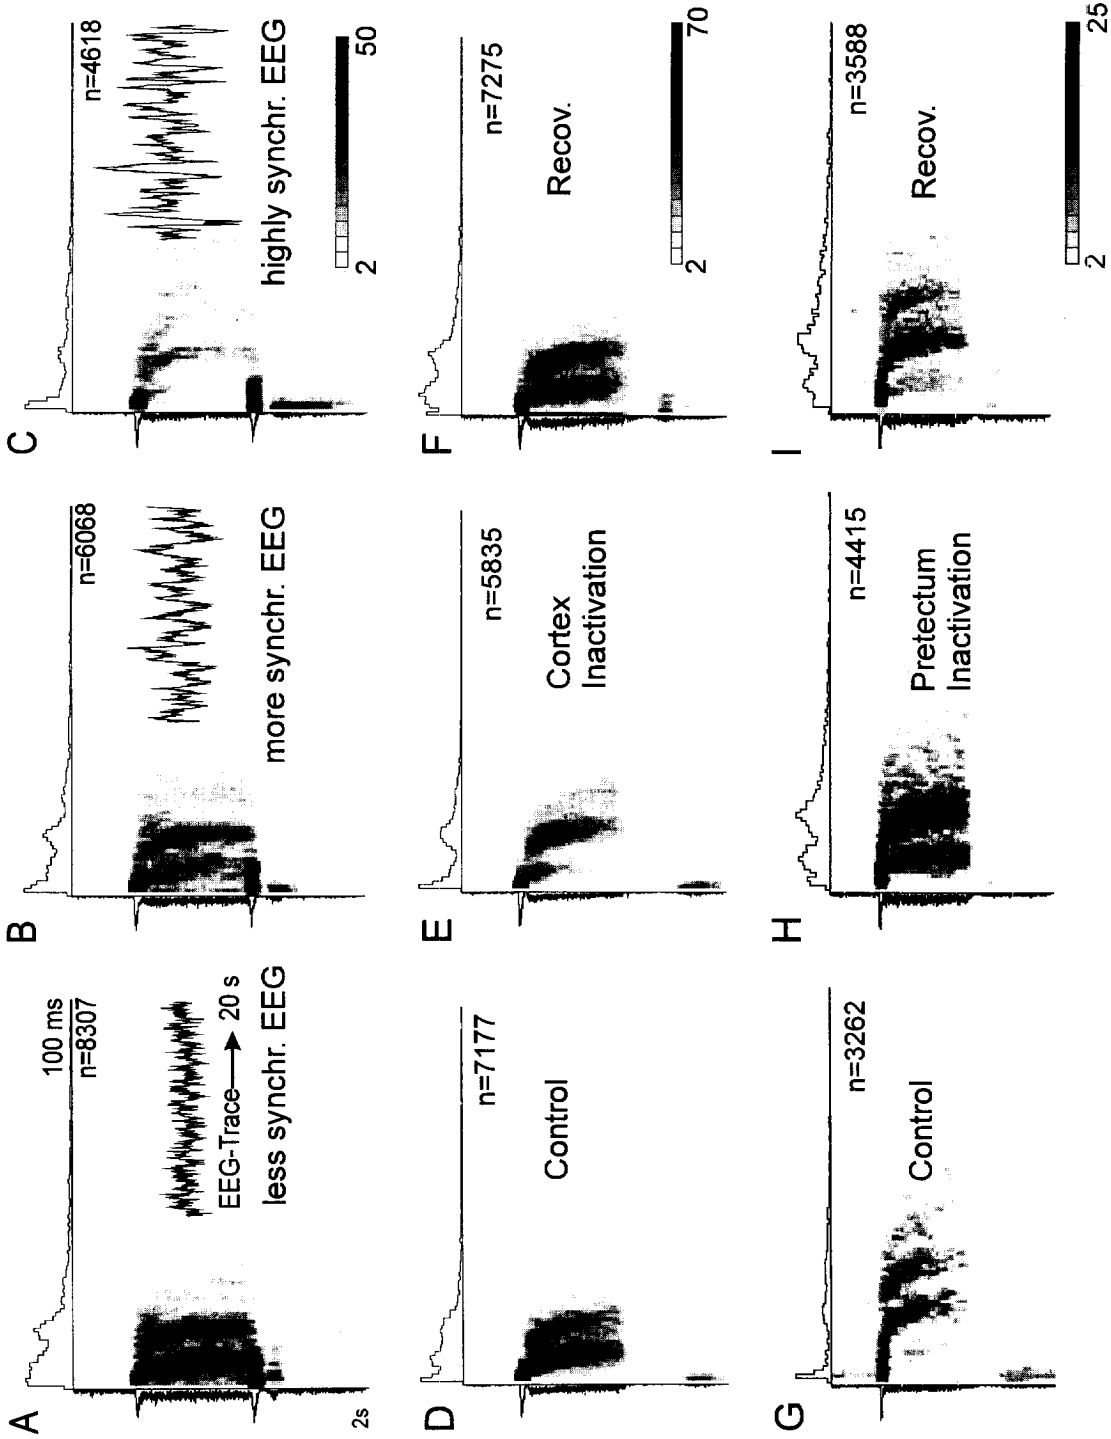 A
100 ms
n=8307
EEG-Trace 20 s
less synchr. EEG
2s
B
n=6068
more synchr. EEG
C
n=4618
highly synchr. EEG
2
50
D
n=7177
Control
E
n=5835
Cortex
Inactivation
F
n=7275
Recov.
2
70
G
n=3262
Control
H
n=4415
Pretectum
Inactivation
I
n=3588
Recov.
2
25